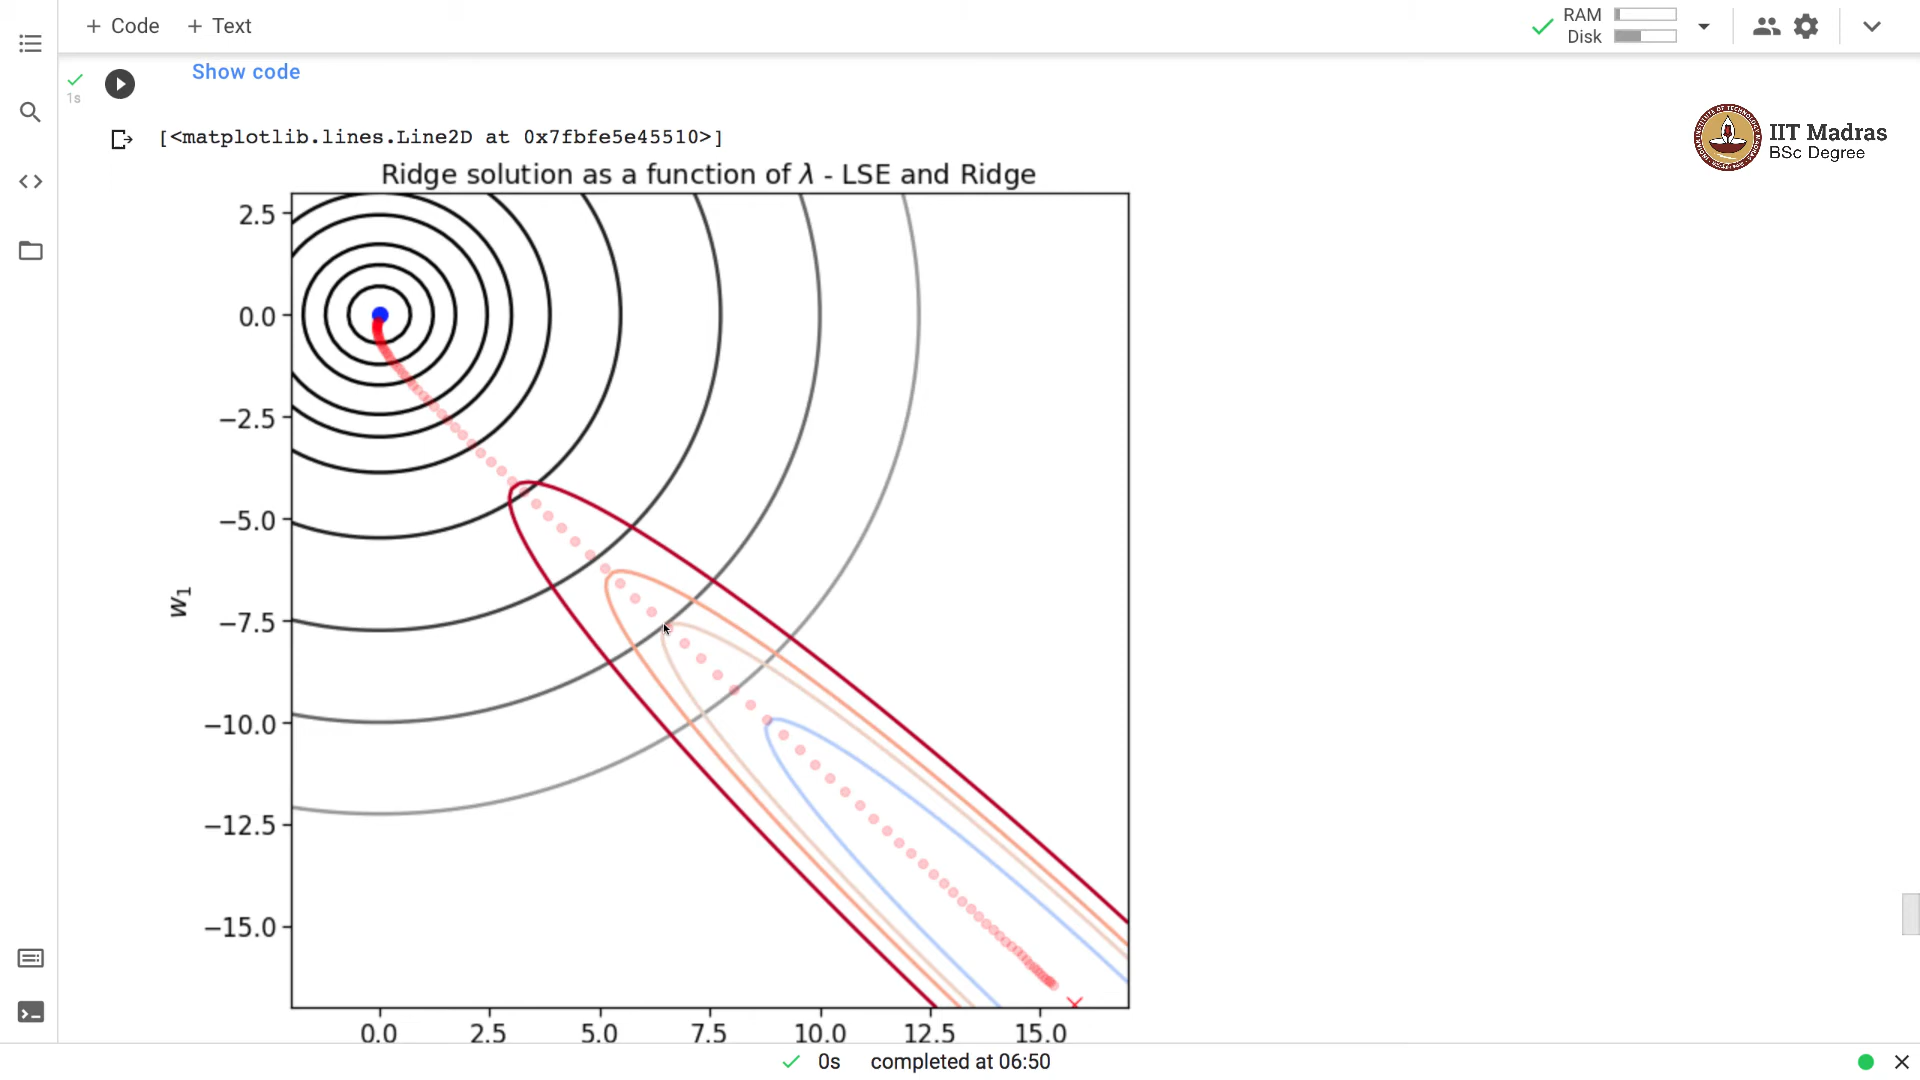 + Code + Text
RAM
Disk
Show code
1s
[<matplotlib.lines.Line2D at 0x7fbfe5e45510>]
IIT Madras
BSc Degree
Ridge solution as a function of λ - LSE and Ridge
2.5
0.0
−2.5
−5.0
−7.5
−10.0
−12.5
−15.0
w₁
0.0 2.5 5.0 7.5 10.0 12.5 15.0
0s completed at 06:50